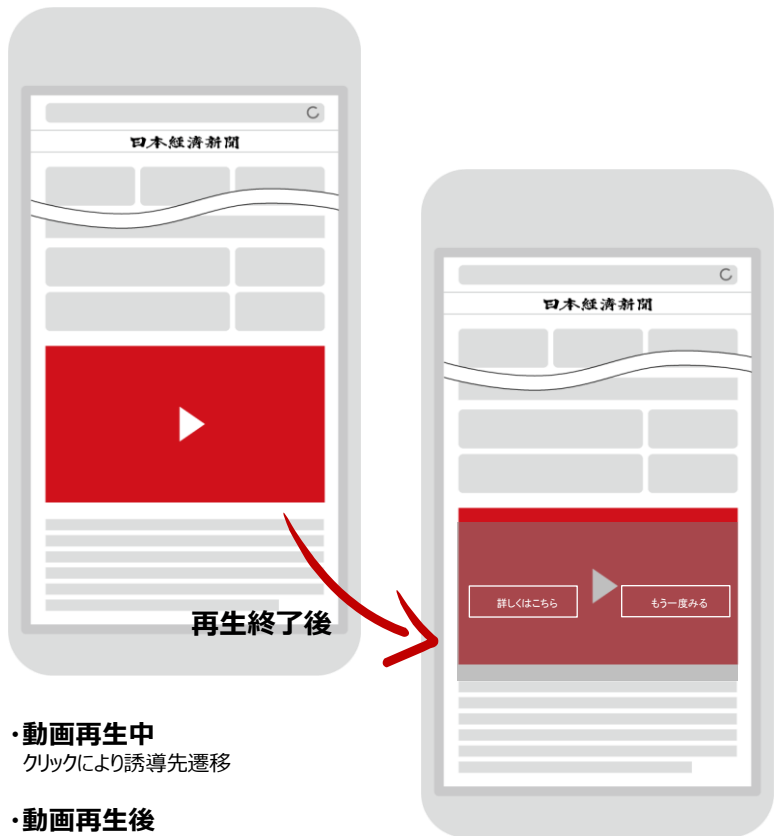 日本経済新聞
日本経済新聞
詳しくはこちら
もう一度みる
再生終了後
・動画再生中
クリックにより誘導先遷移
・動画再生後